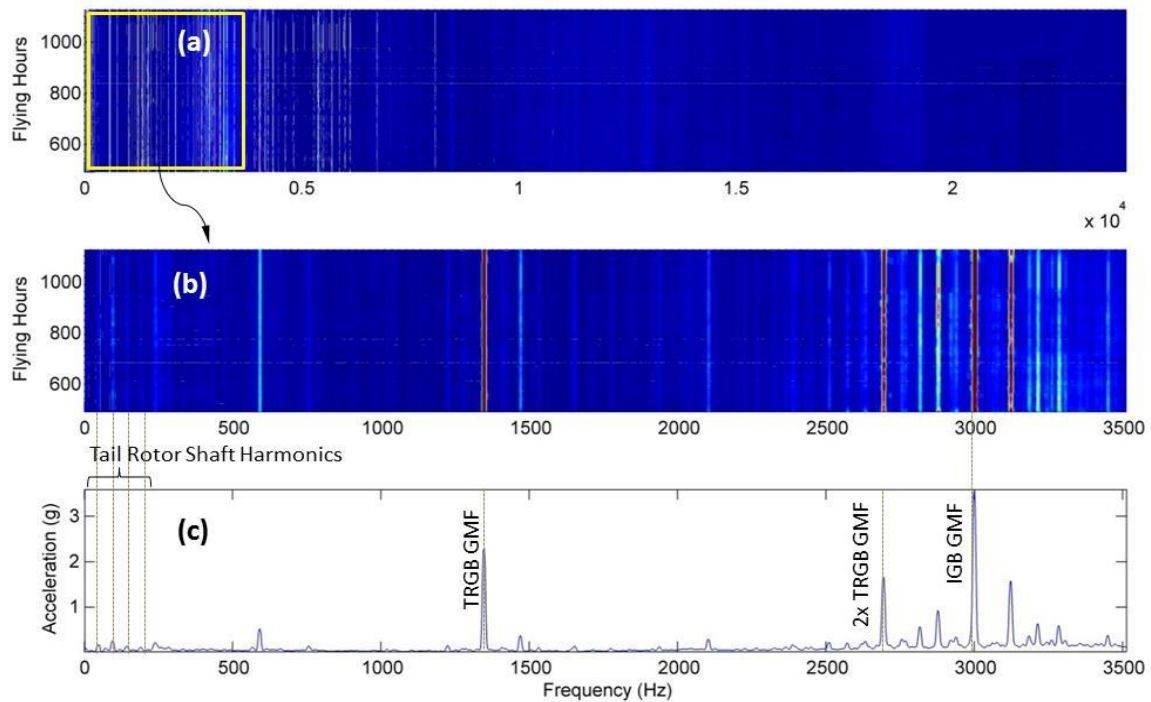 (a)
Flying Hours
1000
800
600
0 0.5 1 1.5 2
x 10⁴
(b)
Flying Hours
1000
800
600
0 500 1000 1500 2000 2500 3000 3500
Tail Rotor Shaft Harmonics
(c)
Acceleration (g)
3
2
1
TRGB GMF
2x TRGB GMF
IGB GMF
0 500 1000 1500 2000 2500 3000 3500
Frequency (Hz)